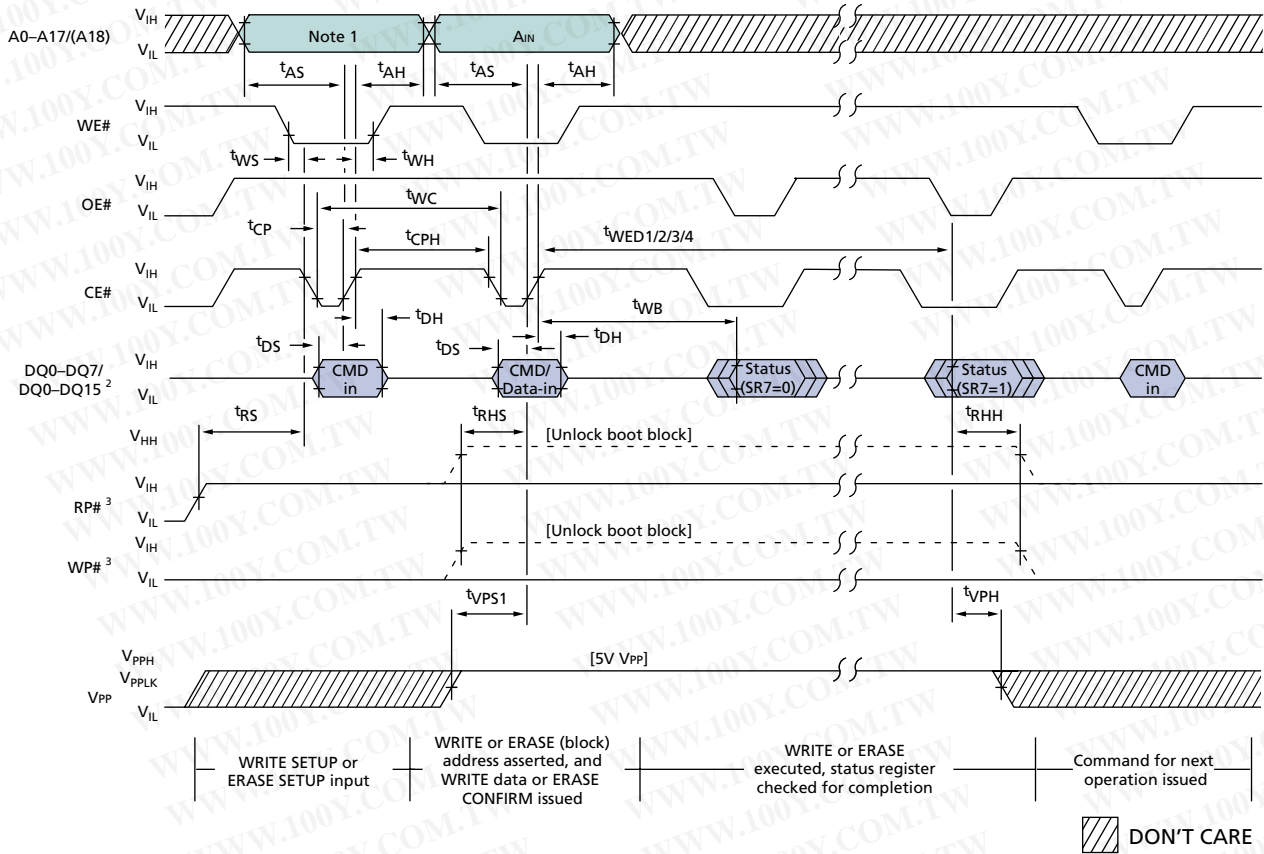 A0–A17/(A18)
VIH
VIL
Note 1
AIN
tAS
tAH
tAS
tAH
WE#
VIH
VIL
tWS
tWH
OE#
VIH
VIL
tWC
tCP
tCPH
tWED1/2/3/4
CE#
VIH
VIL
tWB
tDH
tDS
tDH
tDS
DQ0–DQ7/
DQ0–DQ15 2
VIH
VIL
CMD
in
CMD/
Data-in
Status
(SR7=0)
Status
(SR7=1)
CMD
in
tRS
tRHS
tRHH
[Unlock boot block]
RP# 3
VHH
VIH
VIL
[Unlock boot block]
WP# 3
VIH
VIL
tVPS1
tVPH
[5V VPP]
VPP
VPPH
VPPLK
VIL
WRITE SETUP or
ERASE SETUP input
WRITE or ERASE (block)
address asserted, and
WRITE data or ERASE
CONFIRM issued
WRITE or ERASE
executed, status register
checked for completion
Command for next
operation issued
DON'T CARE
WWW.100Y.COM.TW